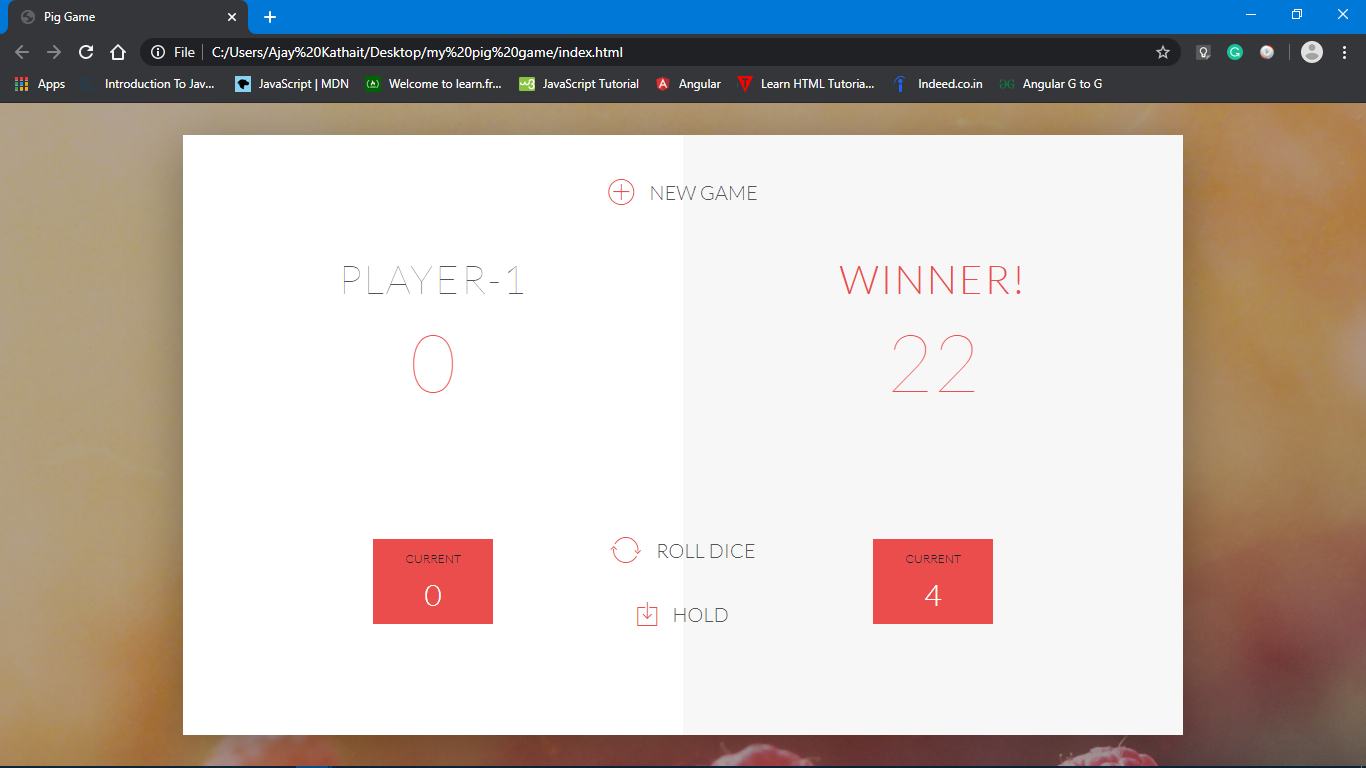 Pig Game
File C:/Users/Ajay%20Kathait/Desktop/my%20pig%20game/index.html
Apps Introduction To Jav... JavaScript | MDN Welcome to learn.fr... JavaScript Tutorial Angular Learn HTML Tutoria... Indeed.co.in Angular G to G
NEW GAME
PLAYER-1 WINNER!
0 22
ROLL DICE
CURRENT CURRENT
0 4
HOLD